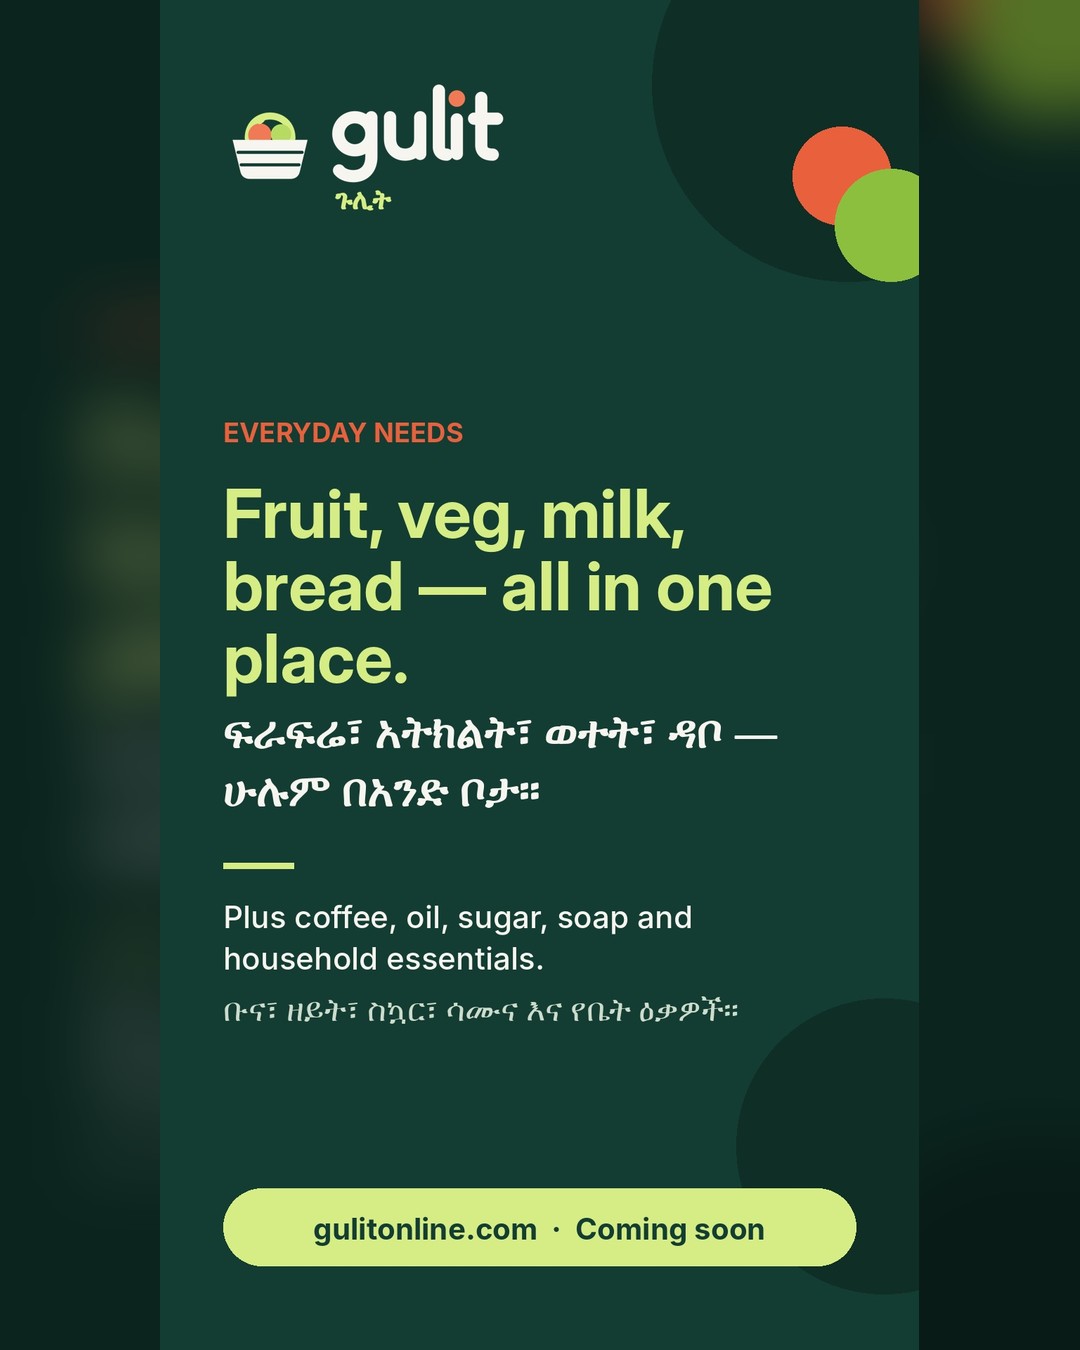 gulit
ጉሊት
EVERYDAY NEEDS
Fruit, veg, milk,
bread — all in one
place.
ፍራፍሬ፣ አትክልት፣ ወተት፣ ዳቦ —
ሁሉም በአንድ ቦታ።
Plus coffee, oil, sugar, soap and
household essentials.
ቡና፣ ዘይት፣ ስኳር፣ ሳሙና እና የቤት ዕቃዎች።
gulitonline.com · Coming soon